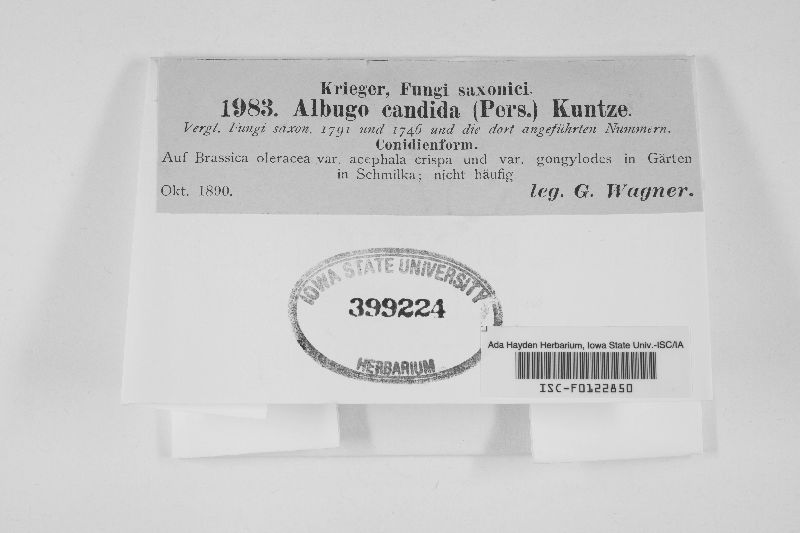 Krieger, Fungi saxonici.
1983. Albugo candida (Pers.) Kuntze.
Vergl. Fungi saxon. 1791 und 1746 und die dort angeführten Nummern.
Conidienform.
Auf Brassica oleracea var. acephala crispa und var. gongylodes in Gärten
in Schmilka; nicht häufig
Okt. 1890. leg. G. Wagner.
IOWA STATE UNIVERSITY
399224
HERBARIUM
Ada Hayden Herbarium, Iowa State Univ.-ISC/IA
ISC-F0122850